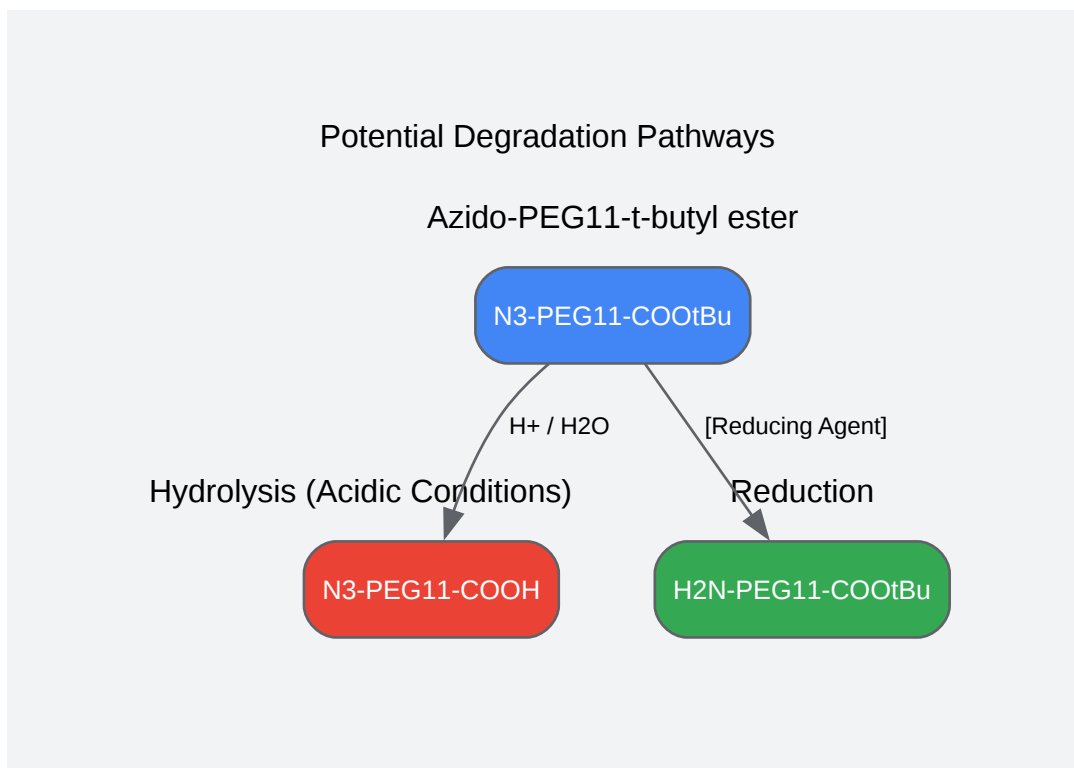 Potential Degradation Pathways
Azido-PEG11-t-butyl ester
N3-PEG11-COOtBu
H+ / H2O
[Reducing Agent]
Hydrolysis (Acidic Conditions)
Reduction
N3-PEG11-COOH
H2N-PEG11-COOtBu